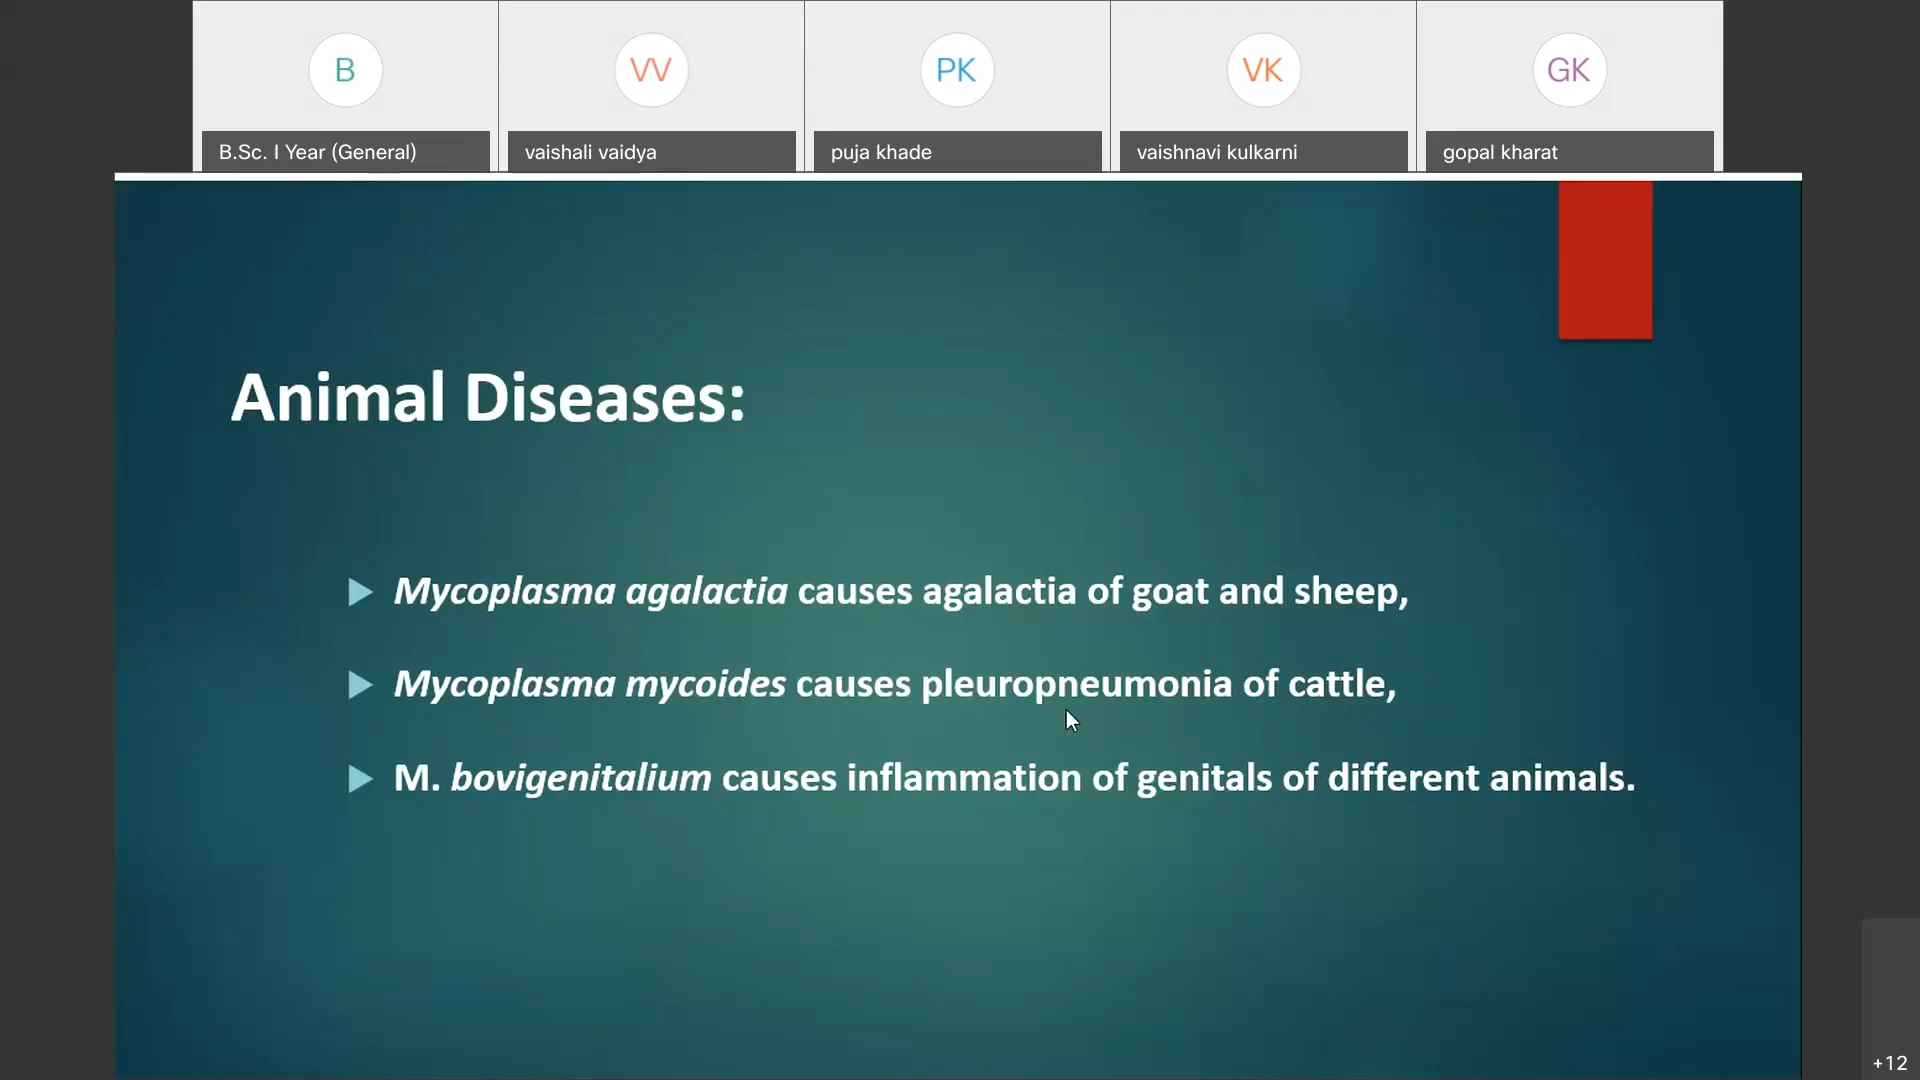 B VV PK VK GK
B.Sc. I Year (General) vaishali vaidya puja khade vaishnavi kulkarni gopal kharat
Animal Diseases:
Mycoplasma agalactia causes agalactia of goat and sheep,
Mycoplasma mycoides causes pleuropneumonia of cattle,
M. bovigenitalium causes inflammation of genitals of different animals.
+12